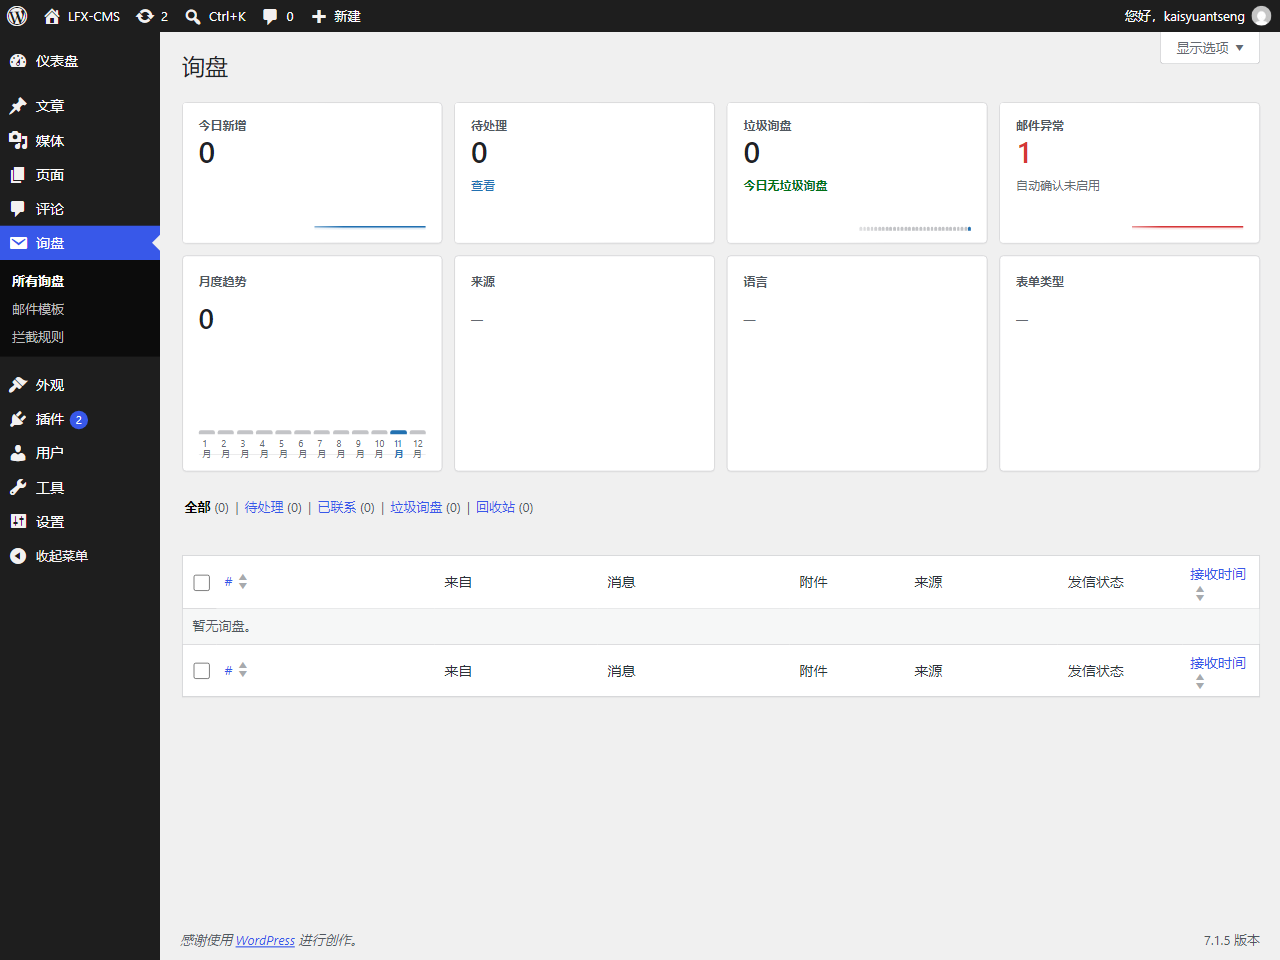 LFX-CMS 2 Ctrl+K 0 新建 您好，kaisyuantseng
显示选项
仪表盘
文章
媒体
页面
评论
询盘
所有询盘
邮件模板
拦截规则
外观
插件 2
用户
工具
设置
收起菜单
询盘
今日新增
0
待处理
0
查看
垃圾询盘
0
今日无垃圾询盘
邮件异常
1
自动确认未启用
月度趋势
0
1月 2月 3月 4月 5月 6月 7月 8月 9月 10月 11月 12月
来源
—
语言
—
表单类型
—
全部 (0) | 待处理 (0) | 已联系 (0) | 垃圾询盘 (0) | 回收站 (0)
# 来自 消息 附件 来源 发信状态 接收时间
暂无询盘。
# 来自 消息 附件 来源 发信状态 接收时间
感谢使用 WordPress 进行创作。 7.1.5 版本